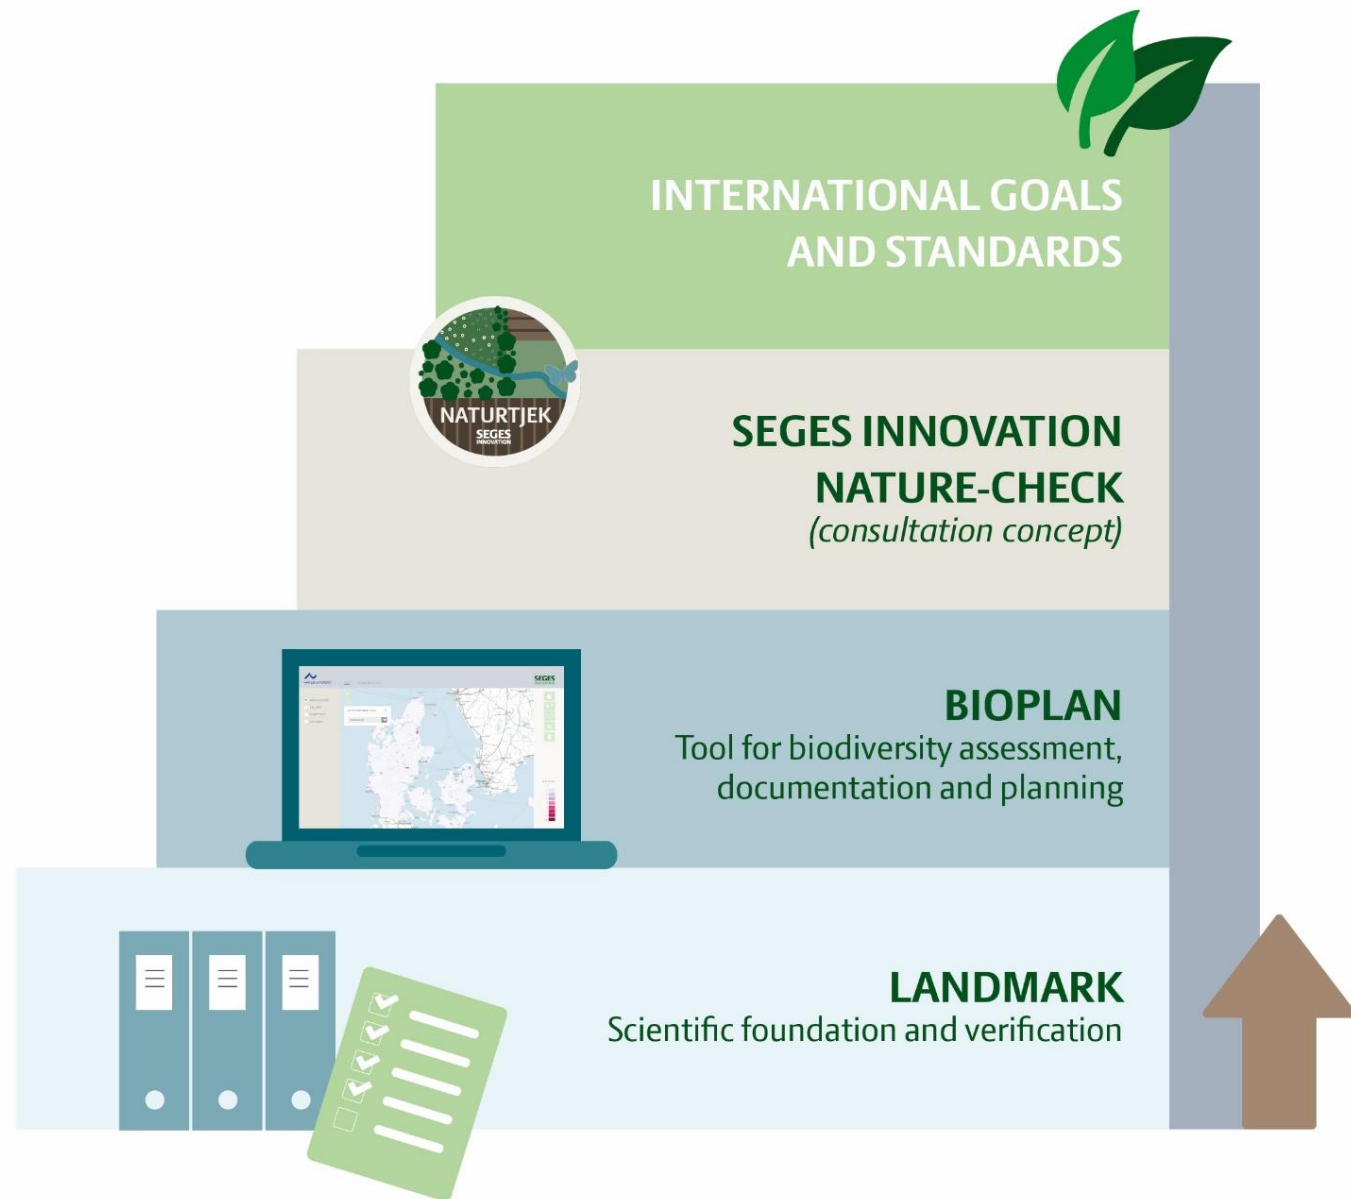 INTERNATIONAL GOALS
AND STANDARDS
NATURTJEK
SEGES
INNOVATION
SEGES INNOVATION
NATURE-CHECK
(consultation concept)
SEGES
BIOPLAN
Tool for biodiversity assessment,
documentation and planning
LANDMARK
Scientific foundation and verification